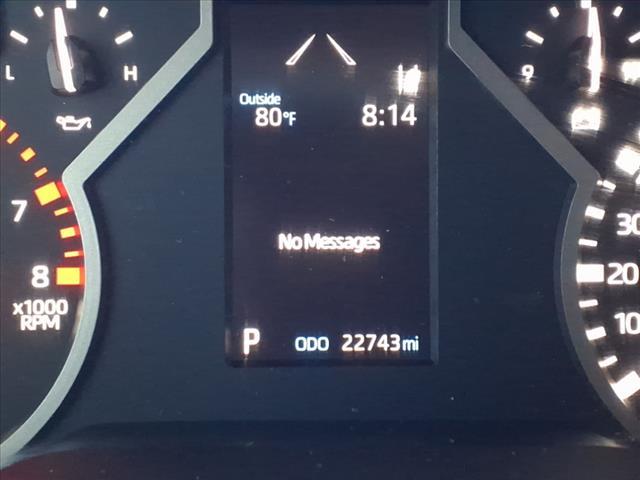 L H
9
Outside
80°F 8:14
7
No Messages
8
x1000
RPM
30
20
10
P ODO 22743 mi